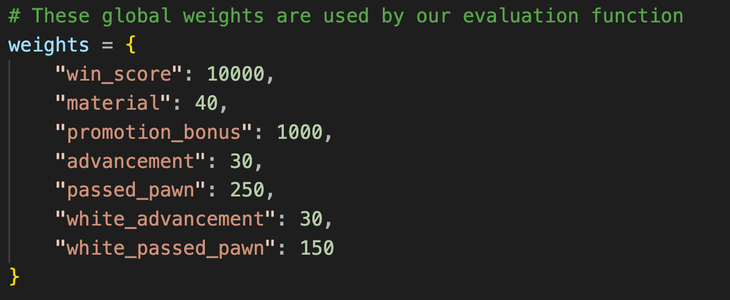 # These global weights are used by our evaluation function
weights = {
    "win_score": 10000,
    "material": 40,
    "promotion_bonus": 1000,
    "advancement": 30,
    "passed_pawn": 250,
    "white_advancement": 30,
    "white_passed_pawn": 150
}